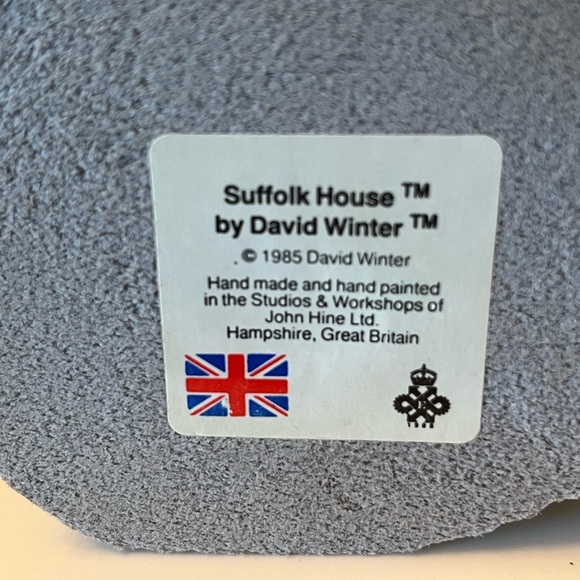 Suffolk House ™
by David Winter ™
© 1985 David Winter
Hand made and hand painted
in the Studios & Workshops of
John Hine Ltd.
Hampshire, Great Britain